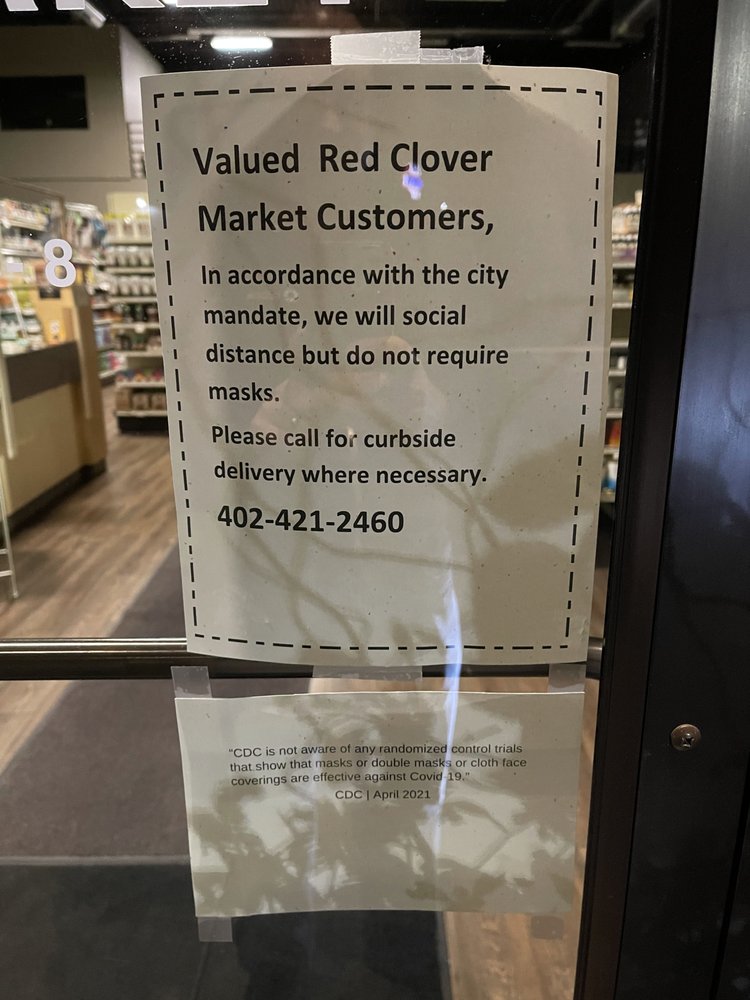 - 8
Valued Red Clover
Market Customers,
In accordance with the city
mandate, we will social
distance but do not require
masks.
Please call for curbside
delivery where necessary.
402-421-2460
"CDC is not aware of any randomized control trials
that show that masks or double masks or cloth face
coverings are effective against Covid-19."
CDC | April 2021